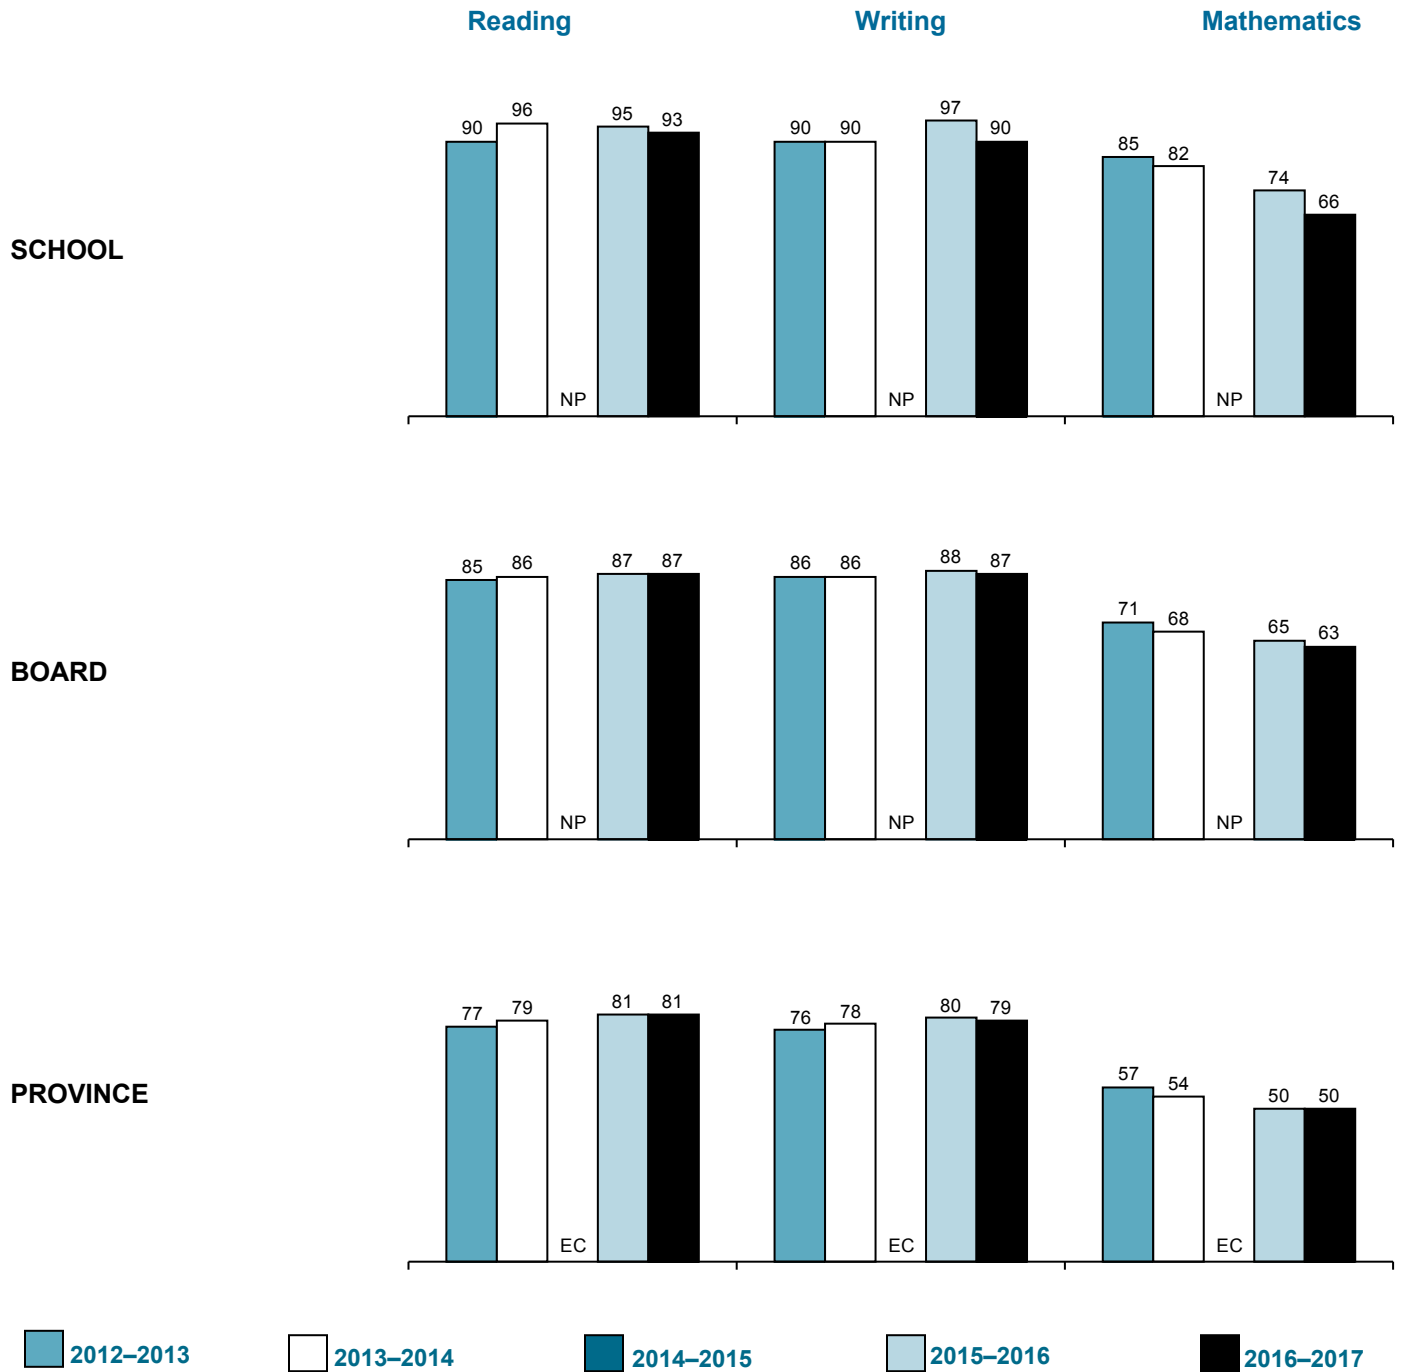 Reading Writing Mathematics
SCHOOL
90 96 NP 95 93 90 90 NP 97 90 85 82 NP 74 66
BOARD
85 86 NP 87 87 86 86 NP 88 87 71 68 NP 65 63
PROVINCE
77 79 EC 81 81 76 78 EC 80 79 57 54 EC 50 50
2012–2013 2013–2014 2014–2015 2015–2016 2016–2017